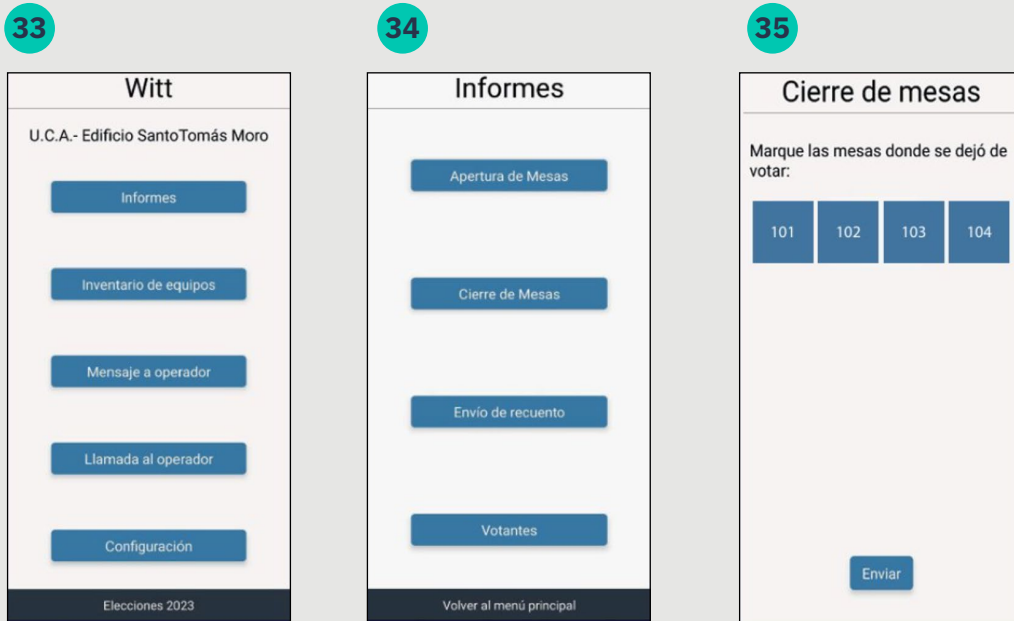 33
Witt
U.C.A.- Edificio SantoTomás Moro
Informes
Inventario de equipos
Mensaje a operador
Llamada al operador
Configuración
Elecciones 2023
34
Informes
Apertura de Mesas
Cierre de Mesas
Envío de recuento
Votantes
Volver al menú principal
35
Cierre de mesas
Marque las mesas donde se dejó de
votar:
101 102 103 104
Enviar